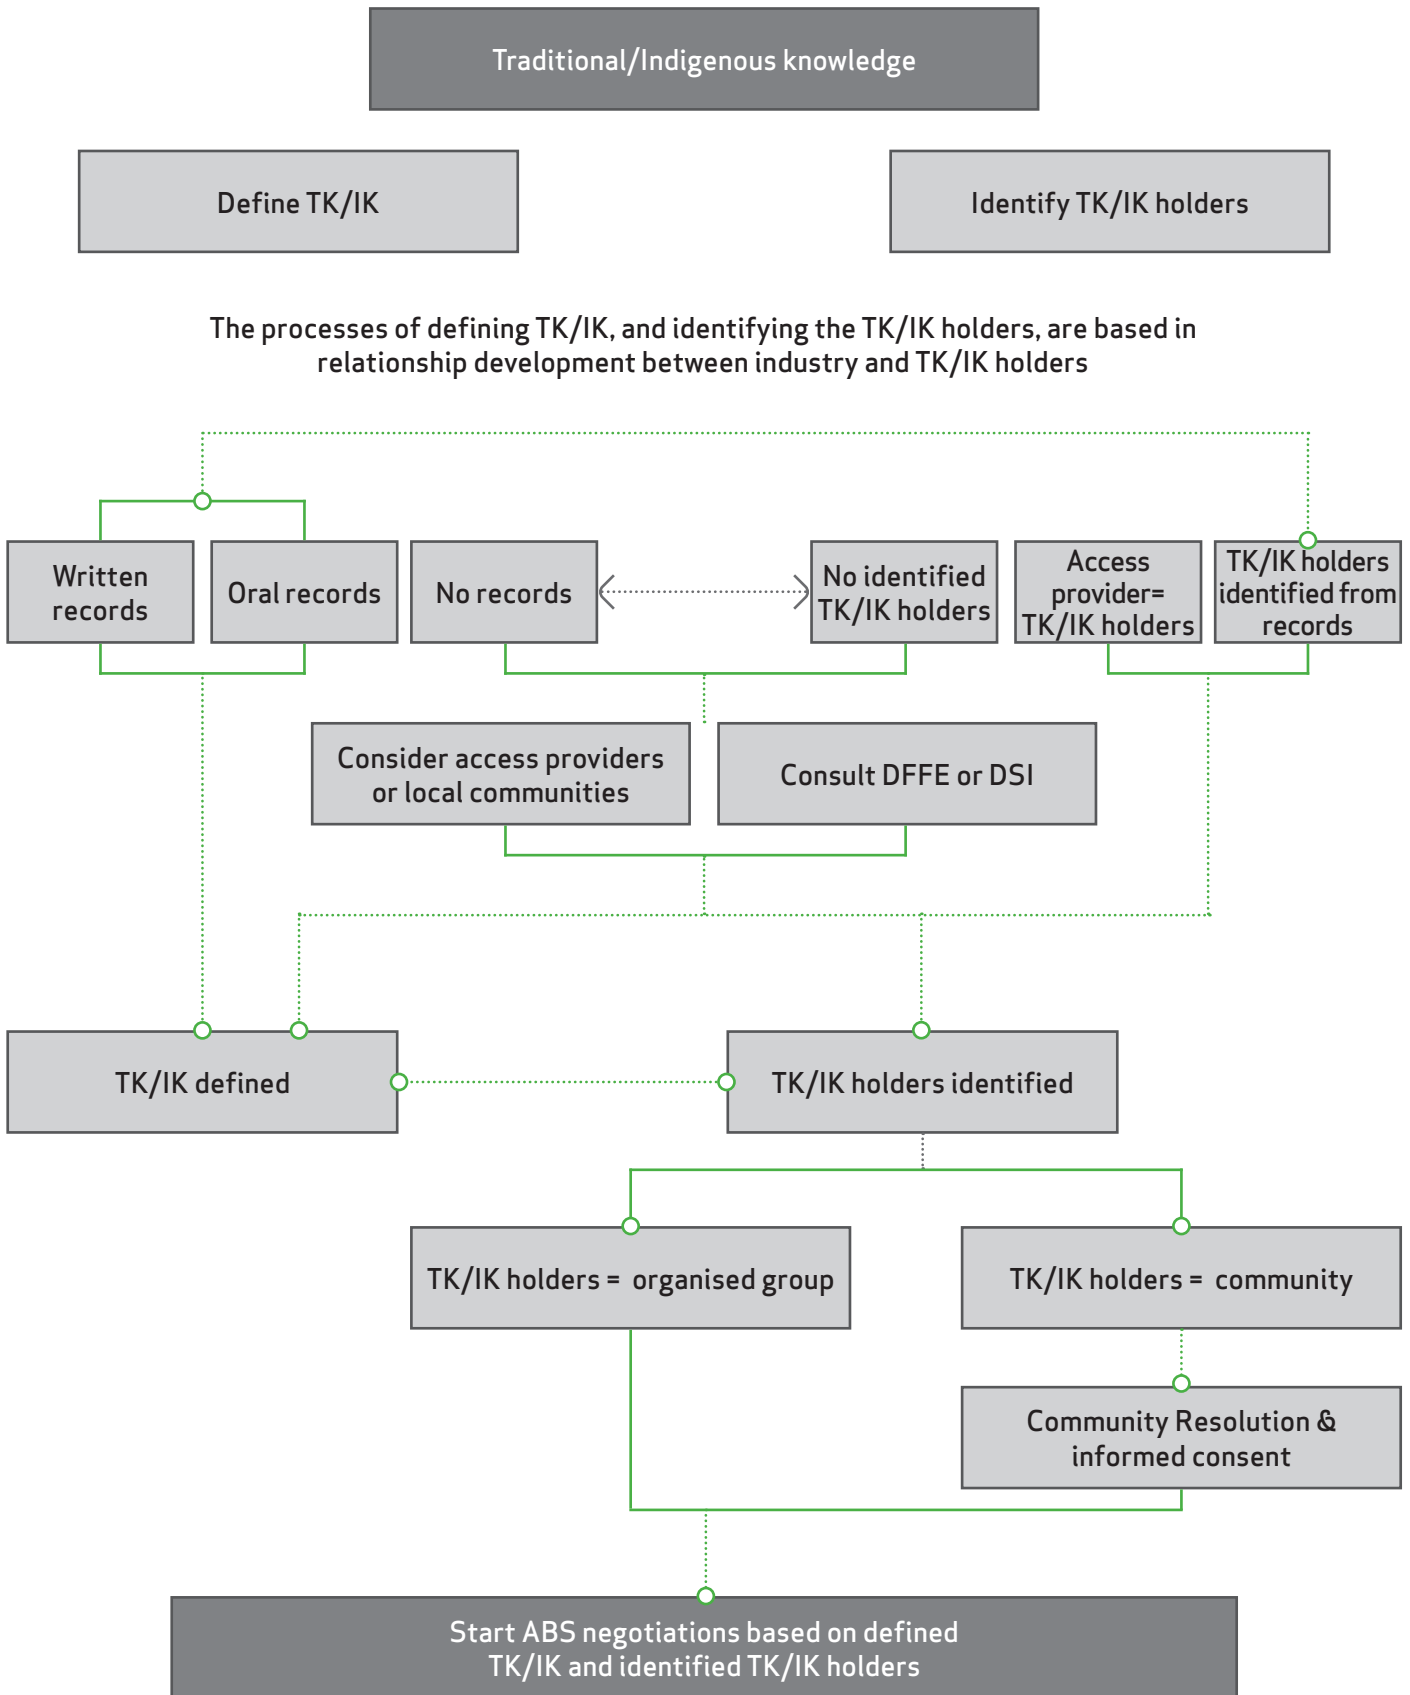 Traditional/Indigenous knowledge
Define TK/IK
Identify TK/IK holders
The processes of defining TK/IK, and identifying the TK/IK holders, are based in
relationship development between industry and TK/IK holders
Written
records
Oral records
No records
No identified
TK/IK holders
Access
provider=
TK/IK holders
TK/IK holders
identified from
records
Consider access providers
or local communities
Consult DFFE or DSI
TK/IK defined
TK/IK holders identified
TK/IK holders = organised group
TK/IK holders = community
Community Resolution &
informed consent
Start ABS negotiations based on defined
TK/IK and identified TK/IK holders